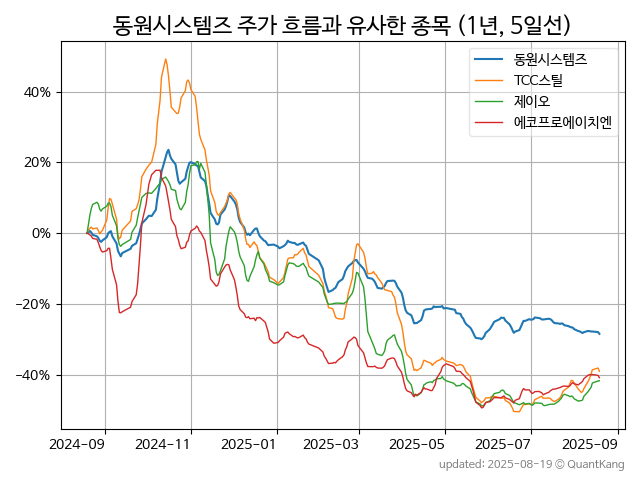 동원시스템즈 주가 흐름과 유사한 종목 (1년, 5일선)
동원시스템즈
TCC스틸
제이오
에코프로에이치엔
40%
20%
0%
−20%
−40%
2024-09 2024-11 2025-01 2025-03 2025-05 2025-07 2025-09
updated: 2025-08-19 © QuantKang